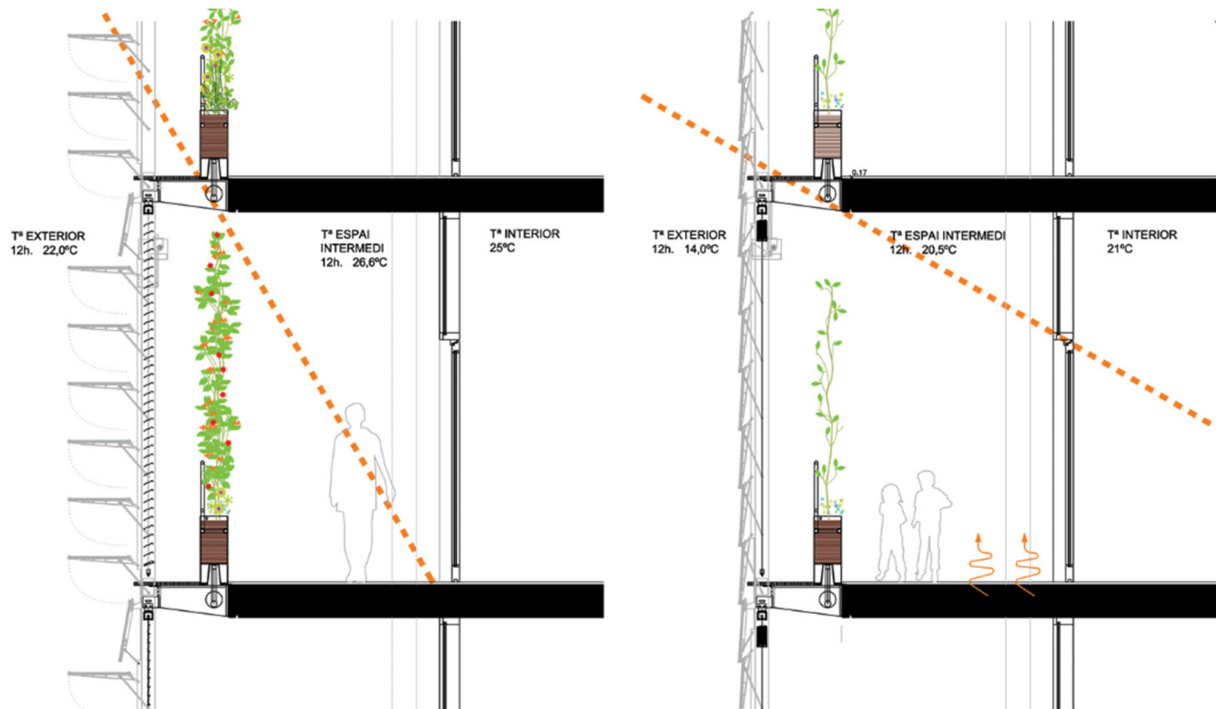 Tª EXTERIOR
12h. 22,0ºC
Tª ESPAI
INTERMEDI
12h. 26,6ºC
Tª INTERIOR
25ºC
0.17
Tª EXTERIOR
12h. 14,0ºC
Tª ESPAI INTERMEDI
12h. 20,5ºC
Tª INTERIOR
21ºC